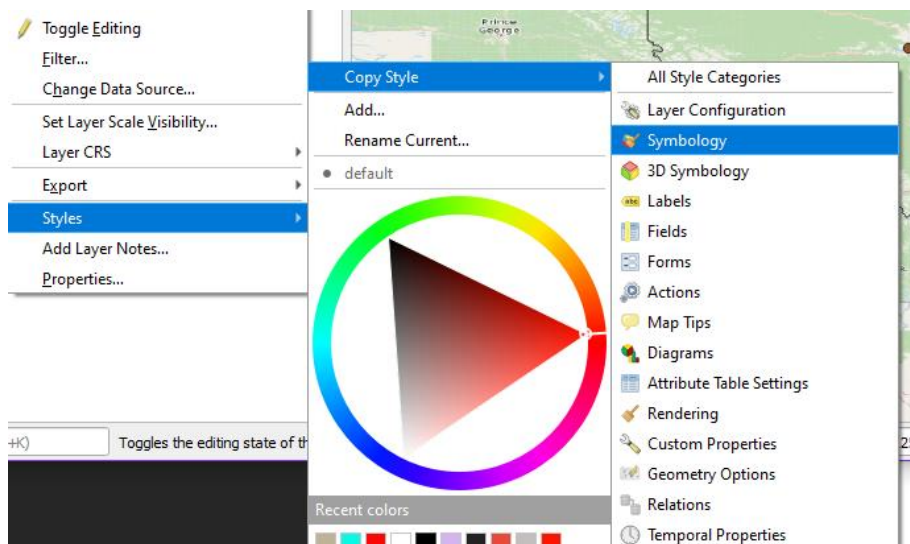 Toggle Editing
Filter...
Change Data Source...
Set Layer Scale Visibility...
Layer CRS
Export
Styles
Add Layer Notes...
Properties...
+K)
Toggles the editing state of th
Prince
George
Copy Style
Add...
Rename Current...
default
Recent colors
All Style Categories
Layer Configuration
Symbology
3D Symbology
abc
Labels
Fields
Forms
Actions
Map Tips
Diagrams
Attribute Table Settings
Rendering
Custom Properties
Geometry Options
Relations
Temporal Properties
2